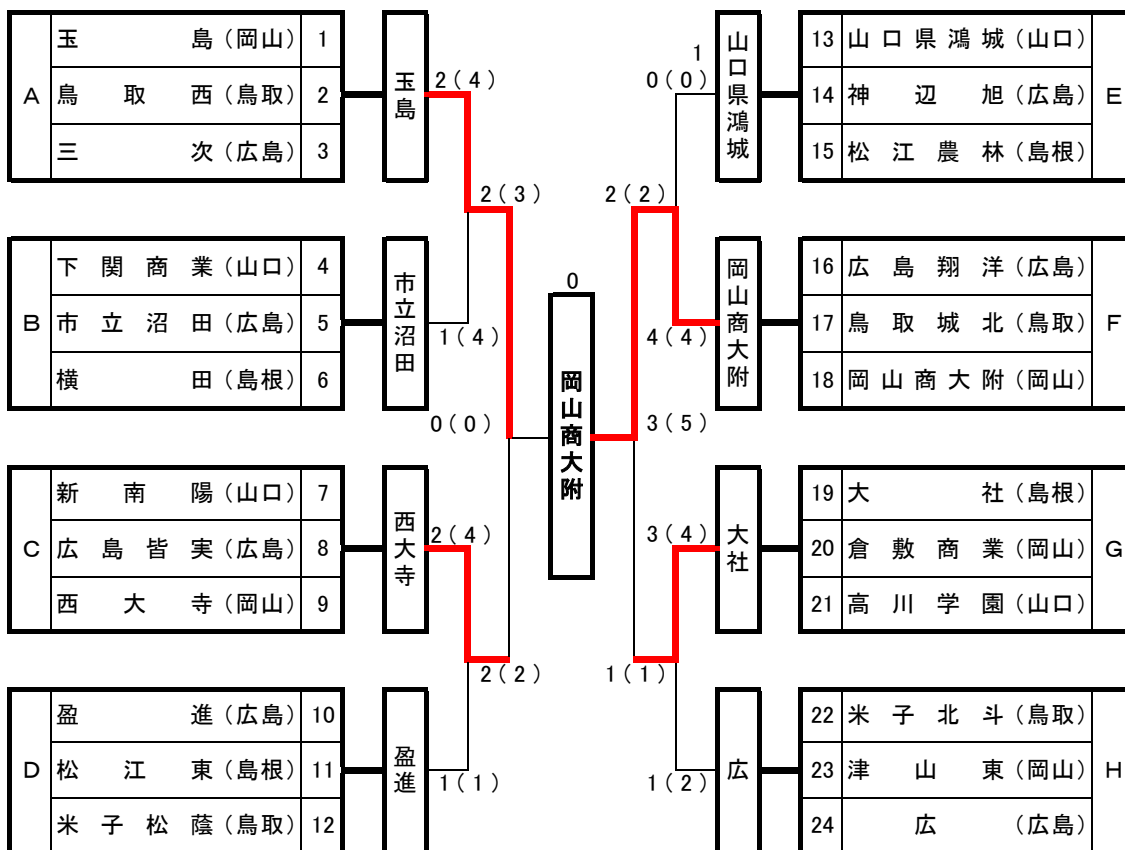 A
玉島(岡山) 1
鳥取西(鳥取) 2
三次(広島) 3
玉島
2(4)
B
下関商業(山口) 4
市立沼田(広島) 5
横田(島根) 6
市立沼田
1(4)
2(3)
0(0)
C
新南陽(山口) 7
広島皆実(広島) 8
西大寺(岡山) 9
西大寺
2(4)
D
盈進(広島) 10
松江東(島根) 11
米子松蔭(鳥取) 12
盈進
1(1)
2(2)
0
岡山商大附
1
0(0)
山口県鴻城
13 山口県鴻城(山口)
14 神辺旭(広島)
15 松江農林(島根)
E
2(2)
4(4)
岡山商大附
16 広島翔洋(広島)
17 鳥取城北(鳥取)
18 岡山商大附(岡山)
F
3(5)
3(4)
大社
19 大社(島根)
20 倉敷商業(岡山)
21 高川学園(山口)
G
1(1)
1(2)
広
22 米子北斗(鳥取)
23 津山東(岡山)
24 広(広島)
H